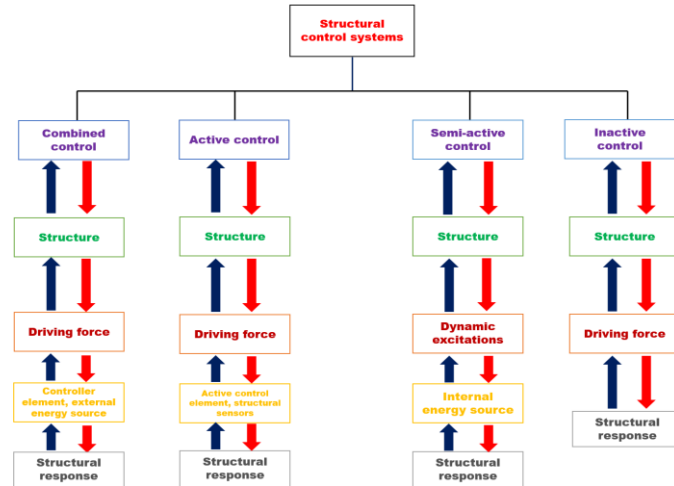 Structural
control systems
Combined
control
Active control
Semi-active
control
Inactive
control
Structure
Structure
Structure
Structure
Driving force
Driving force
Dynamic
excitations
Driving force
Controller
element, external
energy source
Active control
element, structural
sensors
Internal
energy source
Structural
response
Structural
response
Structural
response
Structural
response